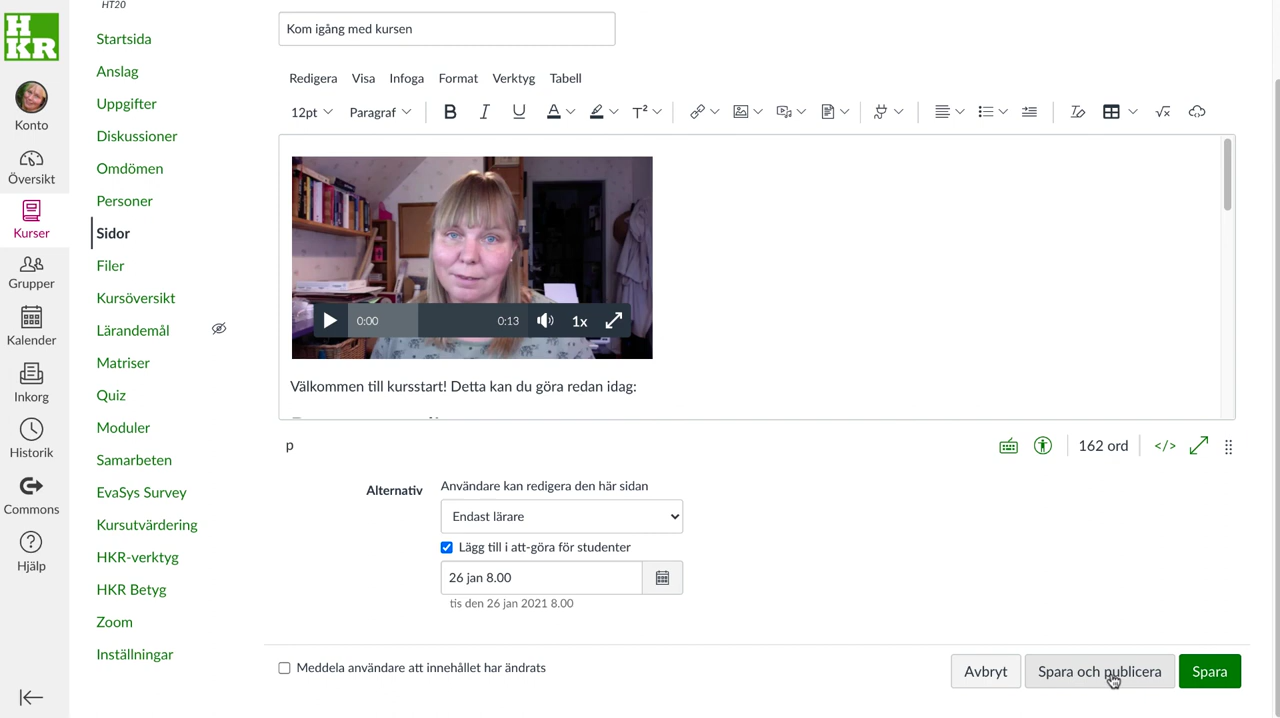 HT20
HKR
Konto
Översikt
Kurser
Grupper
Kalender
Inkorg
Historik
Commons
Hjälp
Startsida
Anslag
Uppgifter
Diskussioner
Omdömen
Personer
Sidor
Filer
Kursöversikt
Lärandemål
Matriser
Quiz
Moduler
Samarbeten
EvaSys Survey
Kursutvärdering
HKR-verktyg
HKR Betyg
Zoom
Inställningar
Kom igång med kursen
Redigera Visa Infoga Format Verktyg Tabell
12pt Paragraf B I U A T²
0:00 0:13 1x
Välkommen till kursstart! Detta kan du göra redan idag:
p 162 ord </>
Alternativ
Användare kan redigera den här sidan
Endast lärare
Lägg till i att-göra för studenter
26 jan 8.00
tis den 26 jan 2021 8.00
Meddela användare att innehållet har ändrats
Avbryt Spara och publicera Spara